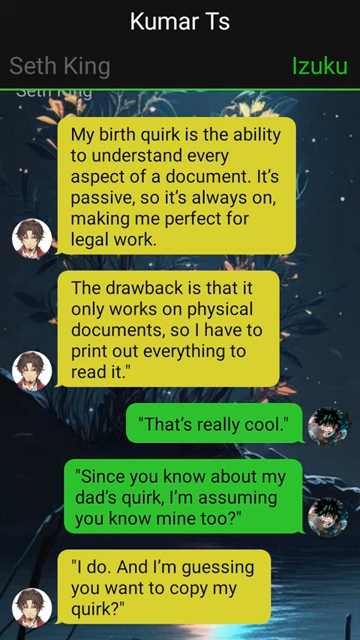 Kumar Ts
Seth King
Izuku
Seth King
My birth quirk is the ability
to understand every
aspect of a document. It’s
passive, so it’s always on,
making me perfect for
legal work.
The drawback is that it
only works on physical
documents, so I have to
print out everything to
read it."
"That’s really cool."
"Since you know about my
dad’s quirk, I’m assuming
you know mine too?"
"I do. And I’m guessing
you want to copy my
quirk?"